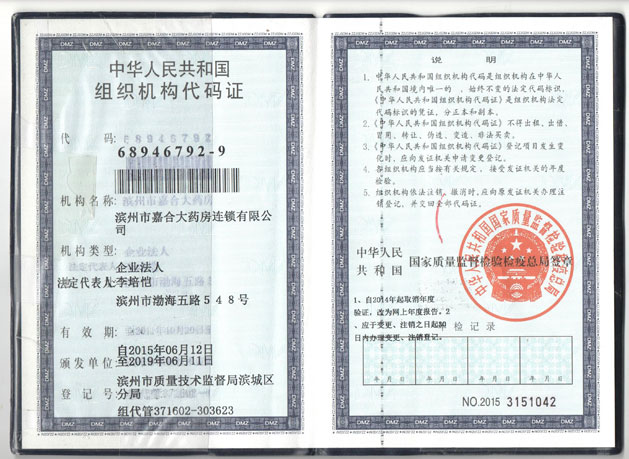 中华人民共和国
组织机构代码证
代 码:
68946792-9
机构名称:
滨州市嘉合大药房连锁有限公
司
机构类型:
企业法人
法定代表人李培恺
滨州市渤海五路548号
有 效 期
自2015年06月12日
颁发单位至2019年06月11日
滨州市质量技术监督局滨城区
登 记 号分局
组代管371602-303623
说 明
1. 中华人民共和国组织机构代码是组织机构在中华人
民共和国境内唯一的、始终不变的法定代码标识，
《中华人民共和国组织机构代码证》是组织机构法定
代码标识的凭证，分正本和副本。
2.《中华人民共和国组织机构代码证》不得出租、出借、
冒用、转让、伪造、变造、非法买卖。
3.《中华人民共和国组织机构代码证》登记项目发生变
化时，应向发证机关申请变更登记。
4. 各组织机构应当按有关规定，接受发证机关的年度
检验。
5. 组织机构依法注销、撤消时，应向原发证机关办理注
销登记，并交回全部代码证。
中华人民
共和国 国家质量监督检验检疫总局签章
中华人民共和国国家质量监督检验检疫总局
1、自2014年起取消年度
验证，改为网上年度报告。2
、应于变更、注销之日起30
日内办理变更、注销登记。
检记录
年 月 日 年 月 日 年 月 日 年 月 日
NO.2015 3151042